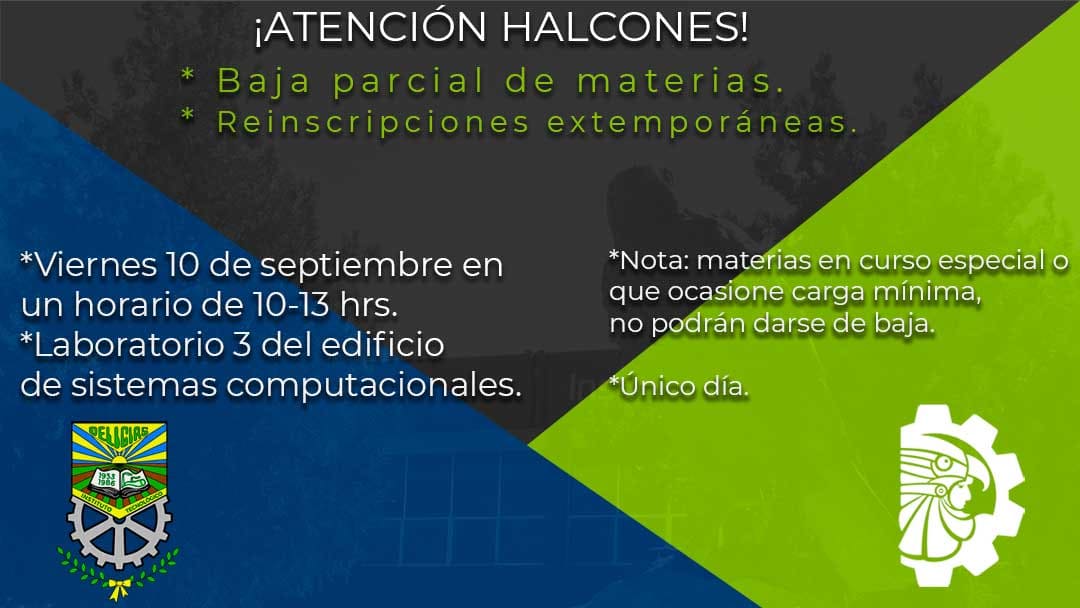 ¡ATENCIÓN HALCONES!
* Baja parcial de materias.
* Reinscripciones extemporáneas.
*Viernes 10 de septiembre en
un horario de 10-13 hrs.
*Laboratorio 3 del edificio
de sistemas computacionales.
*Nota: materias en curso especial o
que ocasione carga mínima,
no podrán darse de baja.
*Único día.
DELICIAS
1933
1986
INSTITUTO TECNOLÓGICO